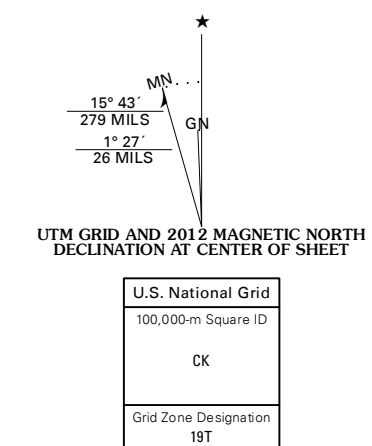 ★
MN
15° 43´
279 MILS
GN
1° 27´
26 MILS
UTM GRID AND 2012 MAGNETIC NORTH
DECLINATION AT CENTER OF SHEET
U.S. National Grid
100,000-m Square ID
CK
Grid Zone Designation
19T